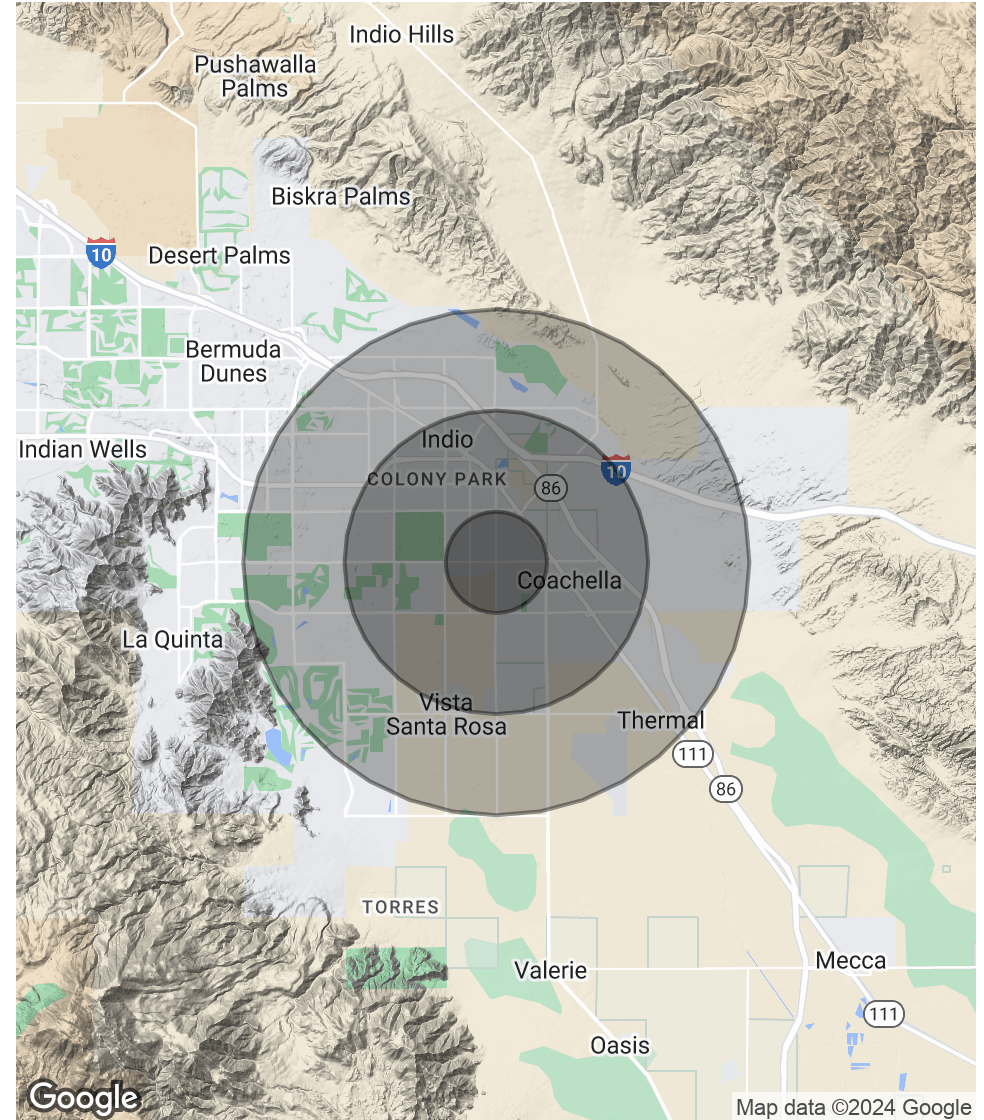 Indio Hills
Pushawalla
Palms
Biskra Palms
10
Desert Palms
Bermuda
Dunes
Indio
Indian Wells
COLONY PARK
10
86
Coachella
La Quinta
Vista
Santa Rosa
Thermal
111
86
TORRES
Valerie
Mecca
111
Oasis
Google
Map data ©2024 Google